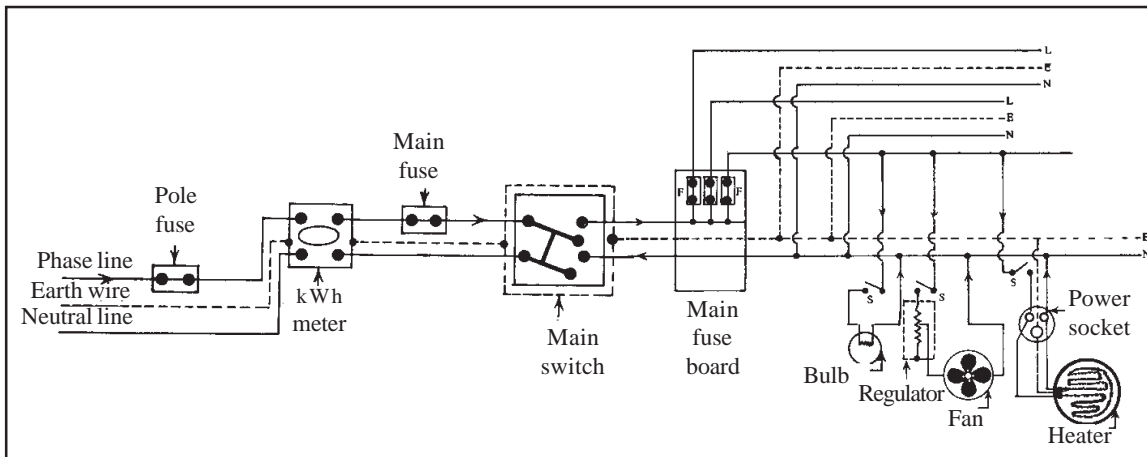 L
E
N
L
E
N
Main
fuse
Pole
fuse
F
F
E
N
Phase line
Earth wire
Neutral line
kWh
meter
Main
switch
Main
fuse
board
S
S
S
Bulb
Regulator
Fan
Power
socket
Heater